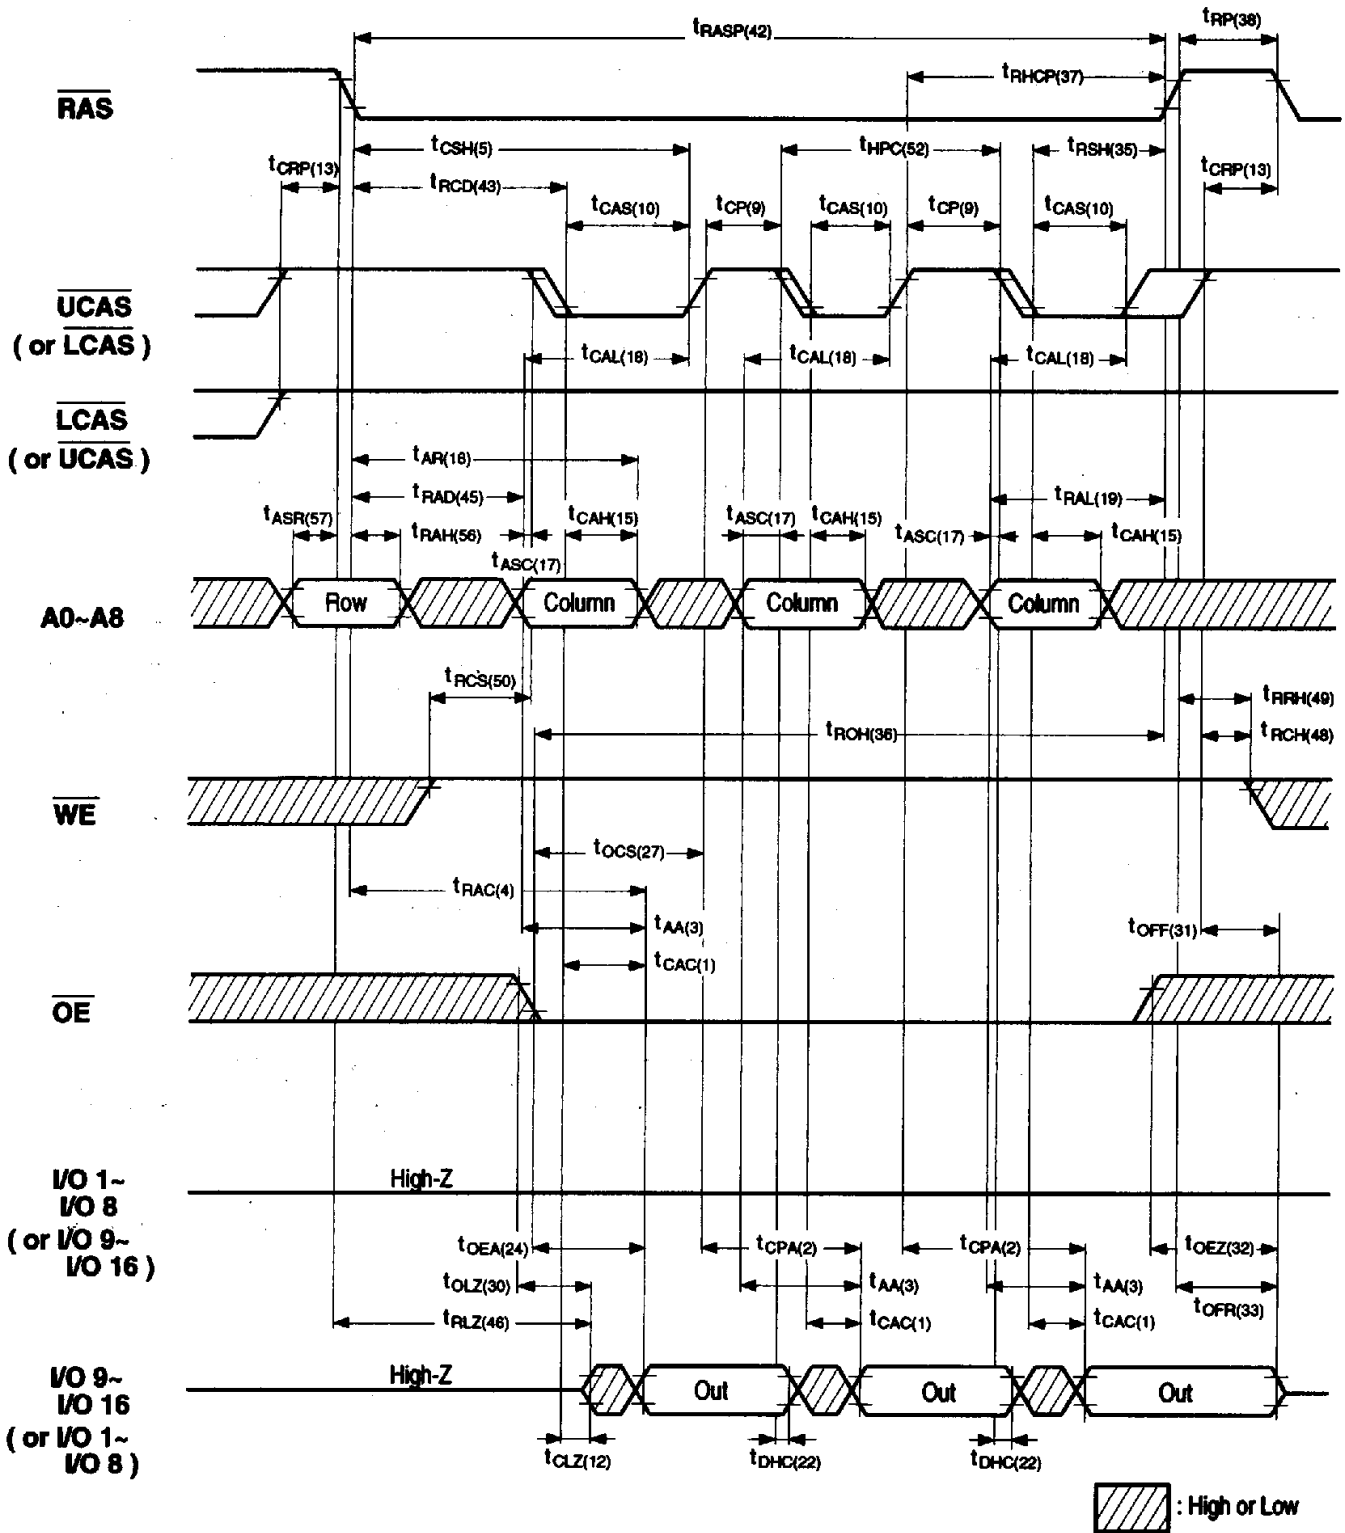 tRASP(42)
tRP(38)
tRHCP(37)
RAS
tCSH(5)
tHPC(52)
tRSH(35)
tCRP(13)
tRCD(43)
tCRP(13)
tCAS(10)
tCP(9)
tCAS(10)
tCP(9)
tCAS(10)
UCAS
( or LCAS )
tCAL(18)
tCAL(18)
tCAL(18)
LCAS
( or UCAS )
tAR(18)
tRAD(45)
tRAL(19)
tASR(57)
tRAH(56)
tCAH(15)
tASC(17)
tCAH(15)
tASC(17)
tCAH(15)
tASC(17)
A0~A8
Row
Column
Column
Column
tRCS(50)
tRRH(49)
tROH(36)
tRCH(48)
WE
tOCS(27)
tRAC(4)
tAA(3)
tOFF(31)
tCAC(1)
OE
I/O 1~
I/O 8
( or I/O 9~
I/O 16 )
High-Z
tOEA(24)
tCPA(2)
tCPA(2)
tOEZ(32)
tOLZ(30)
tAA(3)
tAA(3)
tOFR(33)
tRLZ(46)
tCAC(1)
tCAC(1)
I/O 9~
I/O 16
( or I/O 1~
I/O 8 )
High-Z
Out
Out
Out
tCLZ(12)
tDHC(22)
tDHC(22)
: High or Low